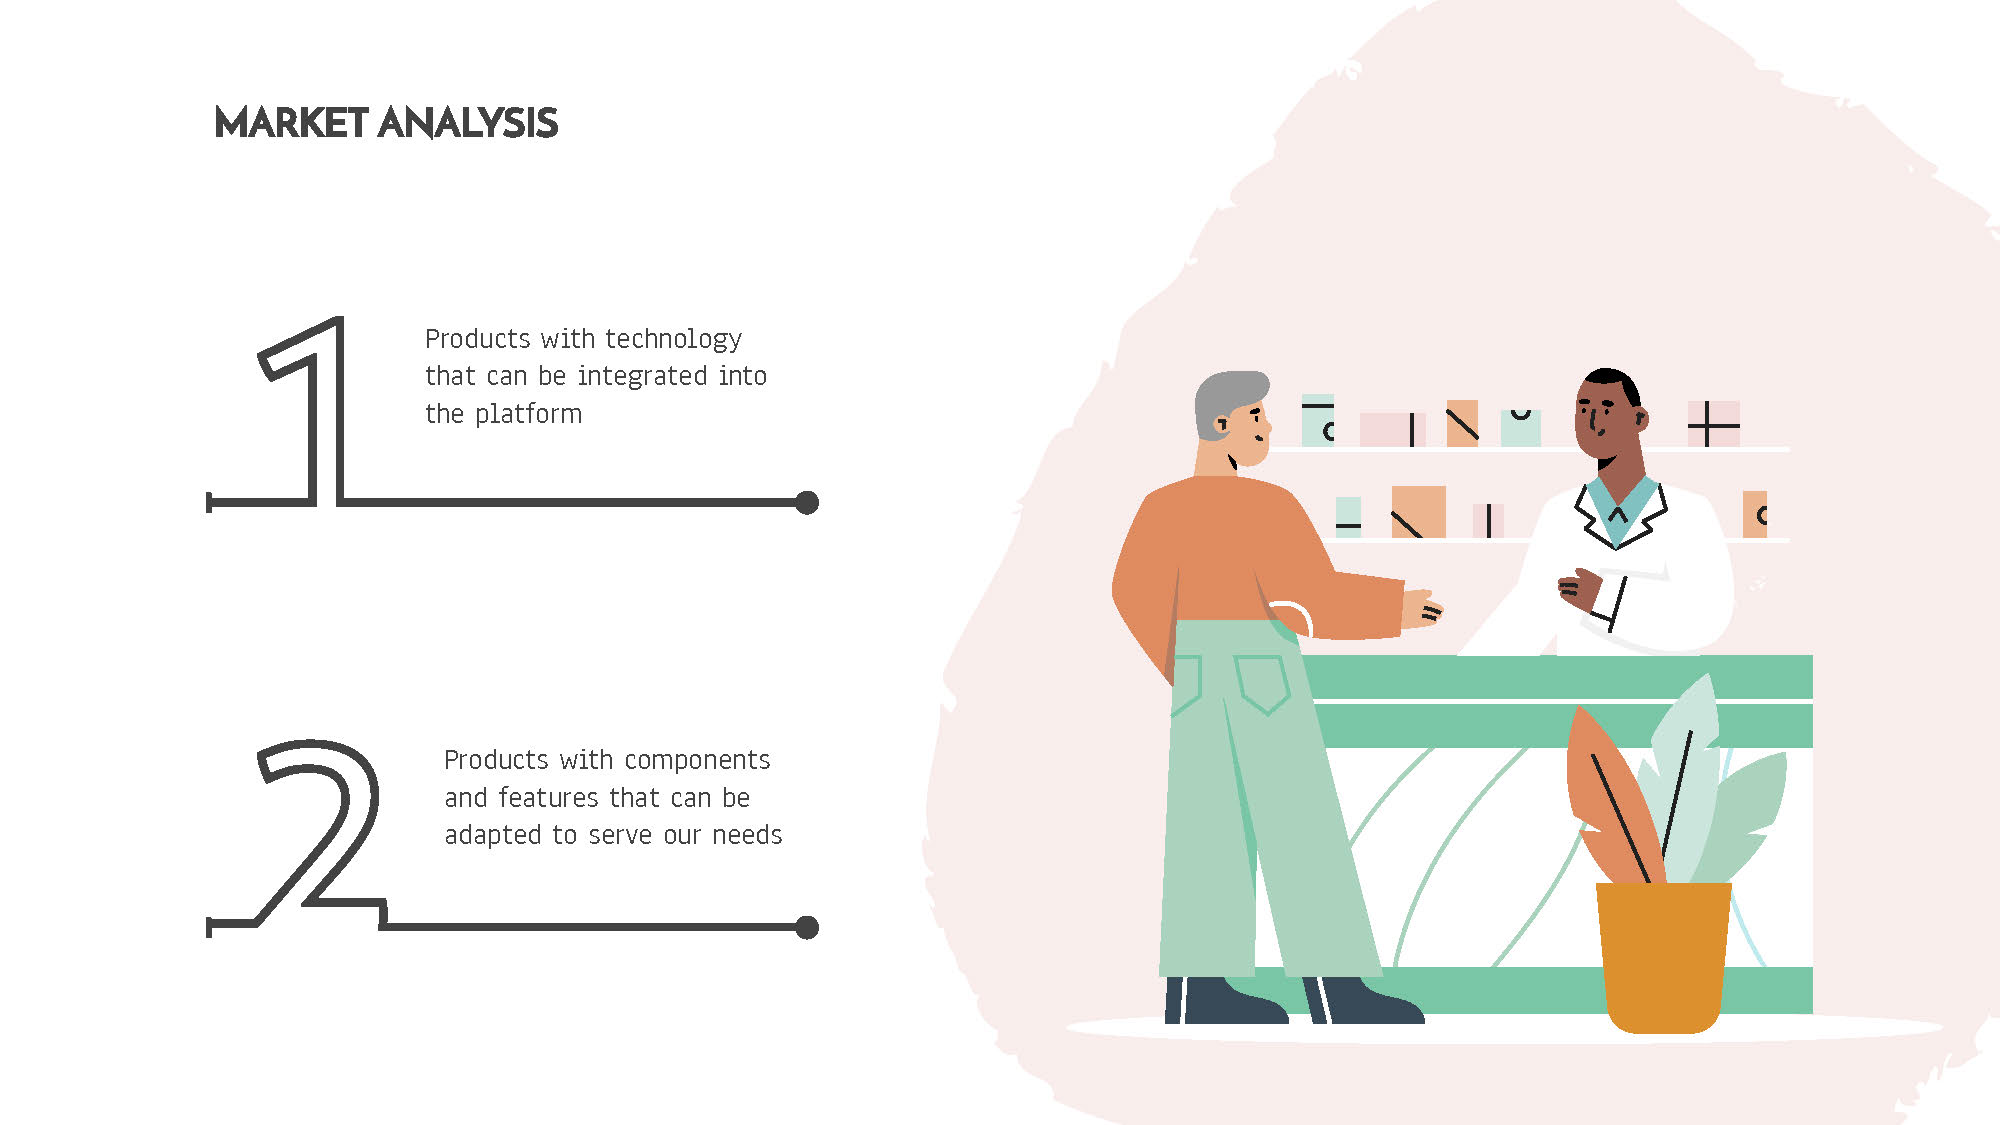 MARKET ANALYSIS
1
Products with technology
that can be integrated into
the platform
2
Products with components
and features that can be
adapted to serve our needs